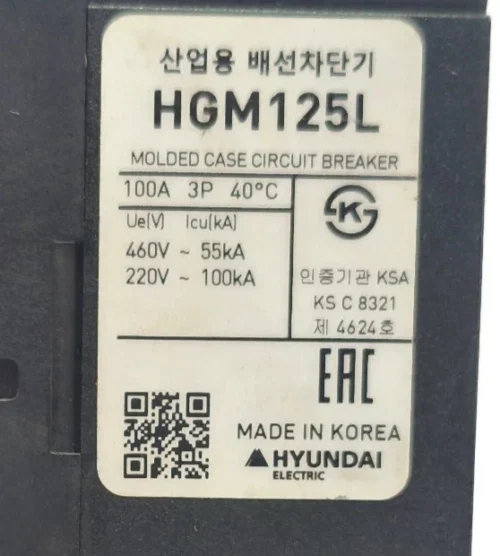 산업용 배선차단기
HGM125L
MOLDED CASE CIRCUIT BREAKER
100A 3P 40°C
Ue(V) Icu(kA)
460V ~ 55kA
220V ~ 100kA
인증기관 KSA
KS C 8321
제 4624호
EAC
MADE IN KOREA
HYUNDAI
ELECTRIC